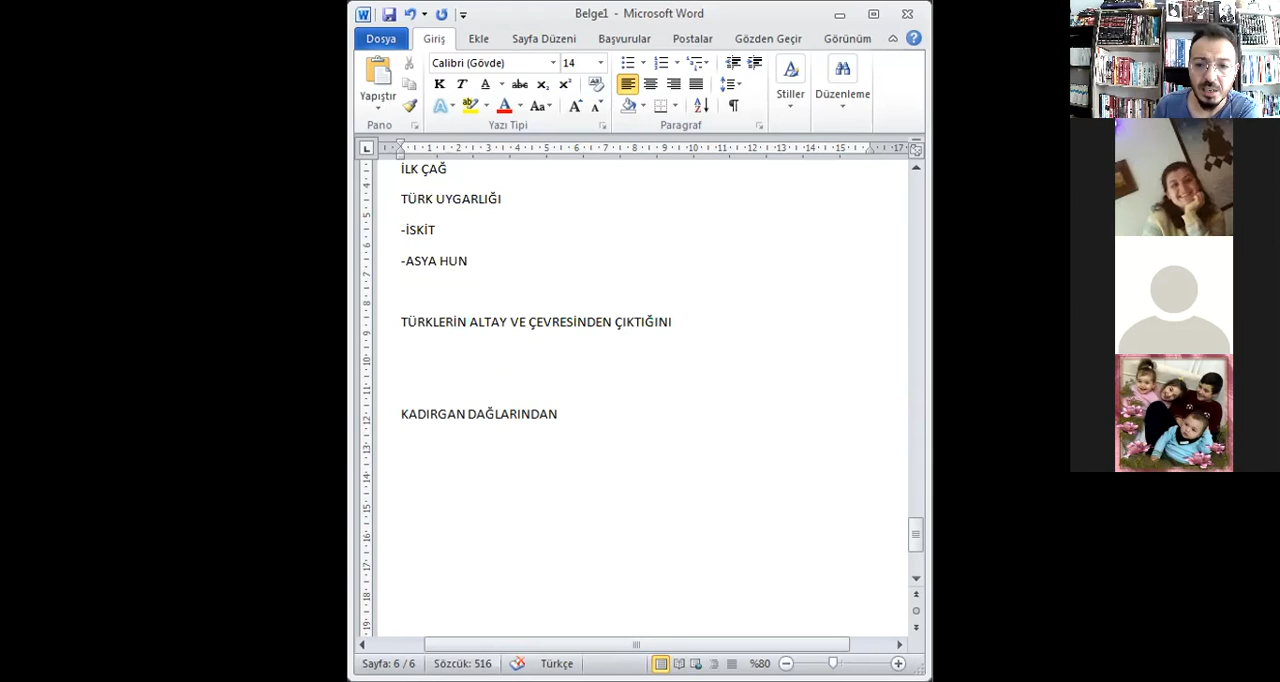 Belge1 - Microsoft Word
Dosya Giriş Ekle Sayfa Düzeni Başvurular Postalar Gözden Geçir Görünüm
Calibri (Gövde) 14
Yapıştır
Stiller
Düzenleme
Pano Yazı Tipi Paragraf
İLK ÇAĞ
TÜRK UYGARLIĞI
-İSKİT
-ASYA HUN
TÜRKLERİN ALTAY VE ÇEVRESİNDEN ÇIKTIĞINI
KADIRGAN DAĞLARINDAN
Sayfa: 6 / 6 Sözcük: 516 Türkçe %80